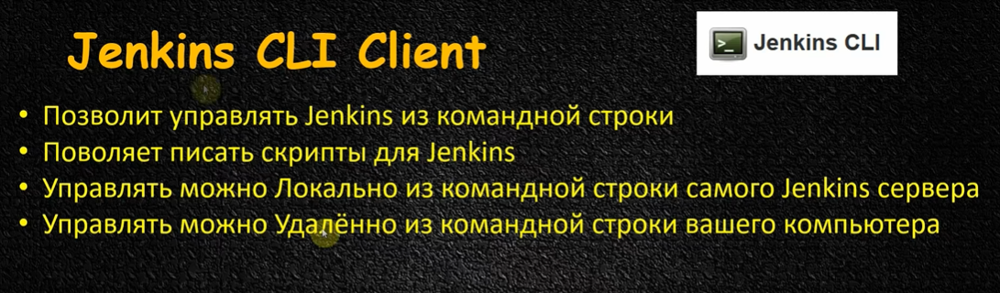 Jenkins CLI Client
>_ Jenkins CLI
• Позволит управлять Jenkins из командной строки
• Поволяет писать скрипты для Jenkins
• Управлять можно Локально из командной строки самого Jenkins сервера
• Управлять можно Удалённо из командной строки вашего компьютера